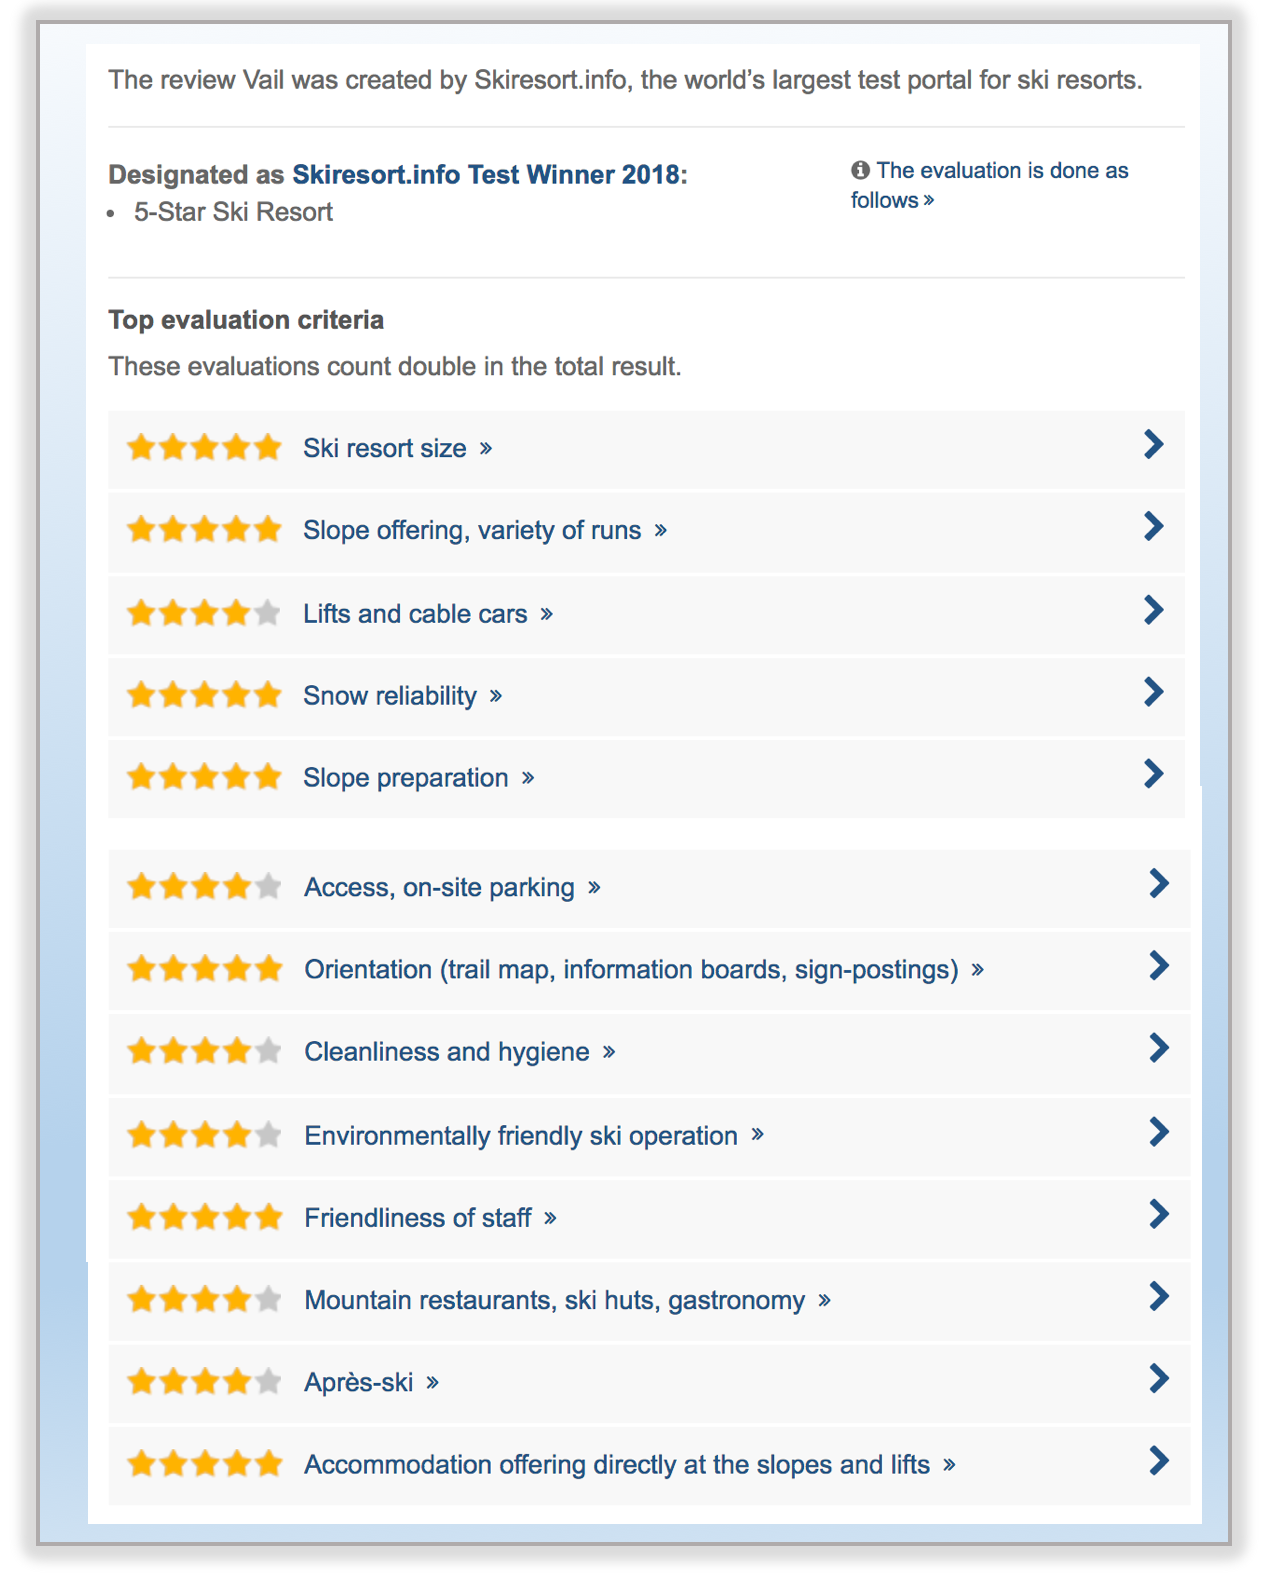 The review Vail was created by Skiresort.info, the world’s largest test portal for ski resorts.
Designated as Skiresort.info Test Winner 2018:
• 5-Star Ski Resort
The evaluation is done as
follows »
Top evaluation criteria
These evaluations count double in the total result.
Ski resort size »
Slope offering, variety of runs »
Lifts and cable cars »
Snow reliability »
Slope preparation »
Access, on-site parking »
Orientation (trail map, information boards, sign-postings) »
Cleanliness and hygiene »
Environmentally friendly ski operation »
Friendliness of staff »
Mountain restaurants, ski huts, gastronomy »
Après-ski »
Accommodation offering directly at the slopes and lifts »